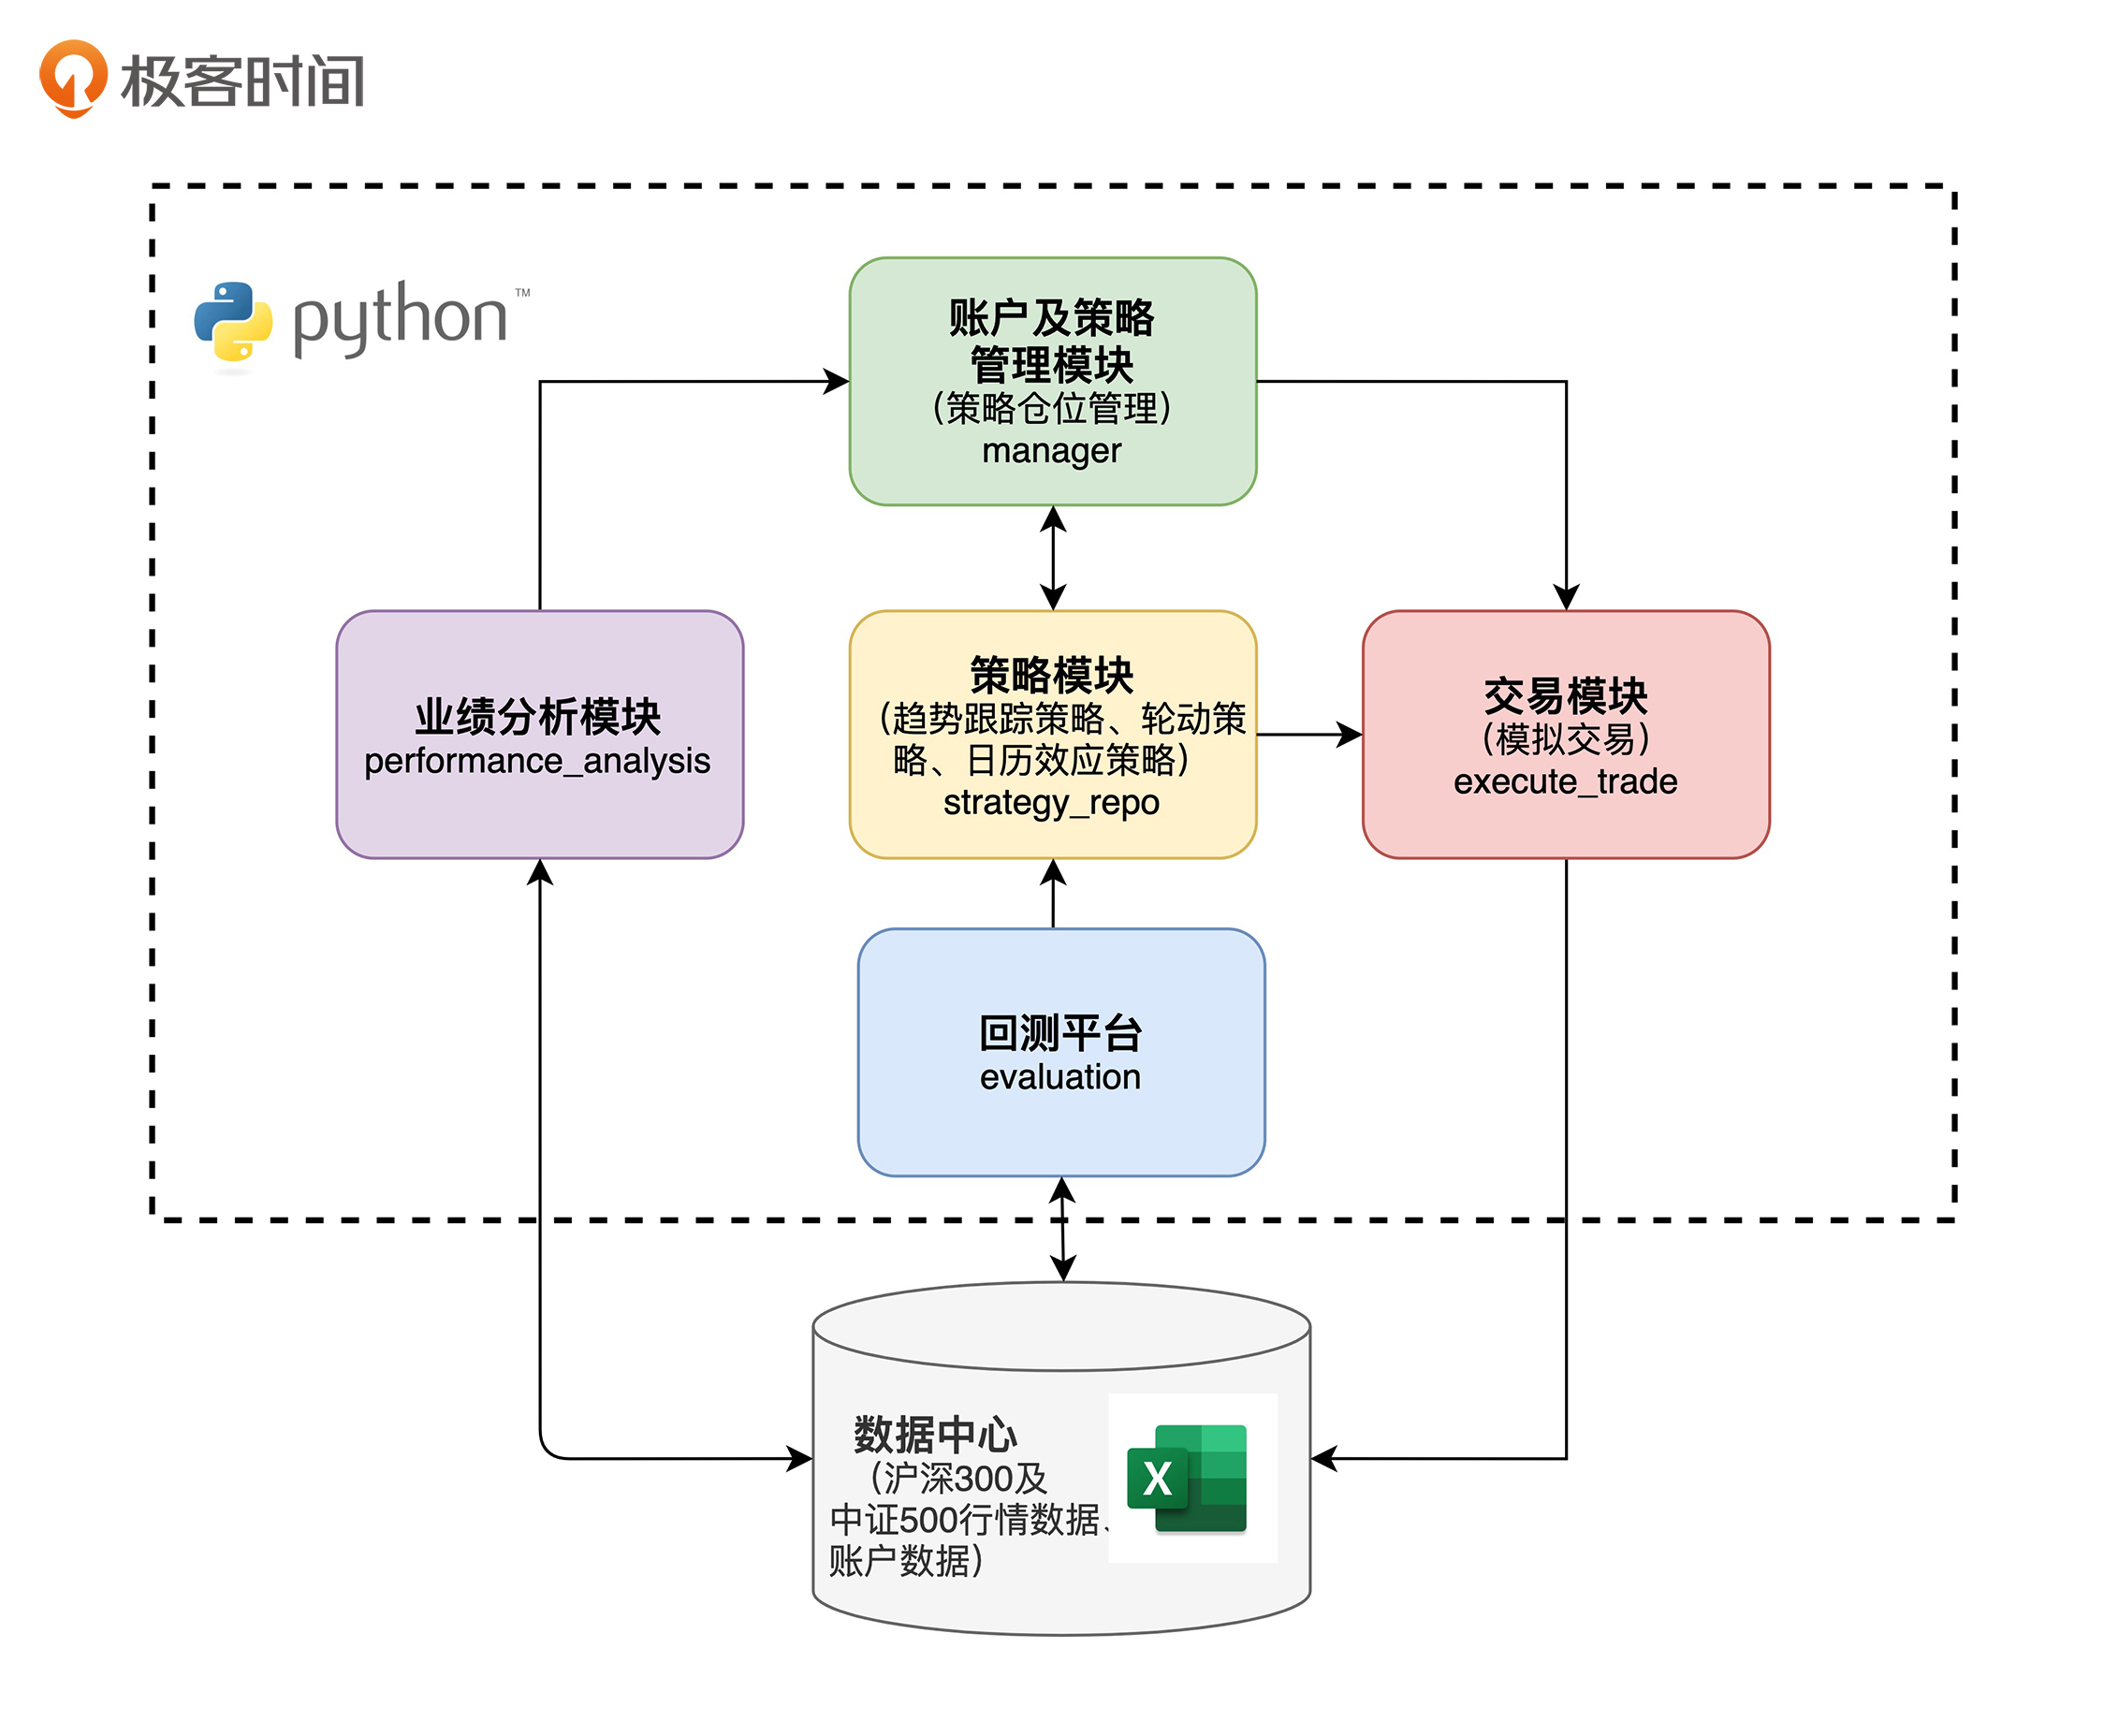 极客时间
python™
账户及策略
管理模块
（策略仓位管理）
manager
业绩分析模块
performance_analysis
策略模块
（趋势跟踪策略、轮动策
略、日历效应策略）
strategy_repo
交易模块
（模拟交易）
execute_trade
回测平台
evaluation
数据中心
（沪深300及
中证500行情数据、
账户数据）
X